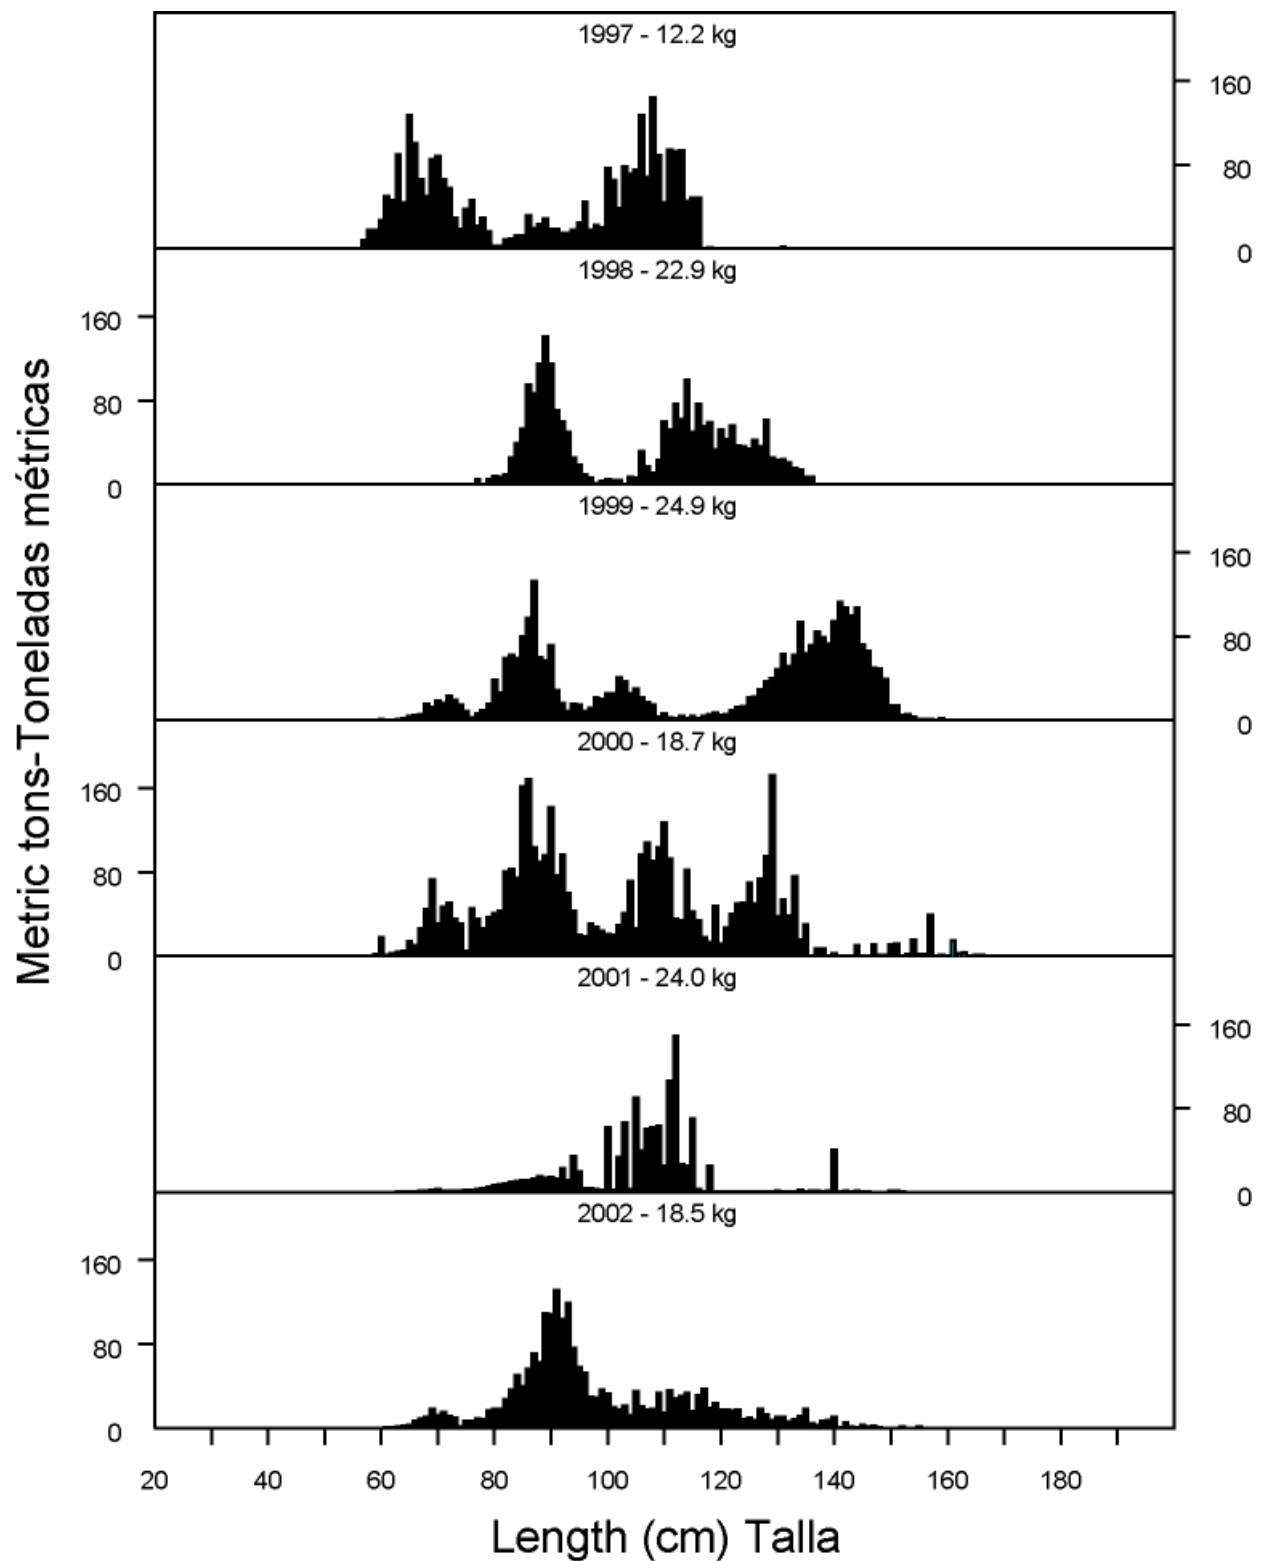 1997 - 12.2 kg
160
80
0
1998 - 22.9 kg
160
80
0
1999 - 24.9 kg
160
80
0
2000 - 18.7 kg
160
80
0
2001 - 24.0 kg
160
80
0
2002 - 18.5 kg
160
80
0
Metric tons-Toneladas métricas
20 40 60 80 100 120 140 160 180
Length (cm) Talla